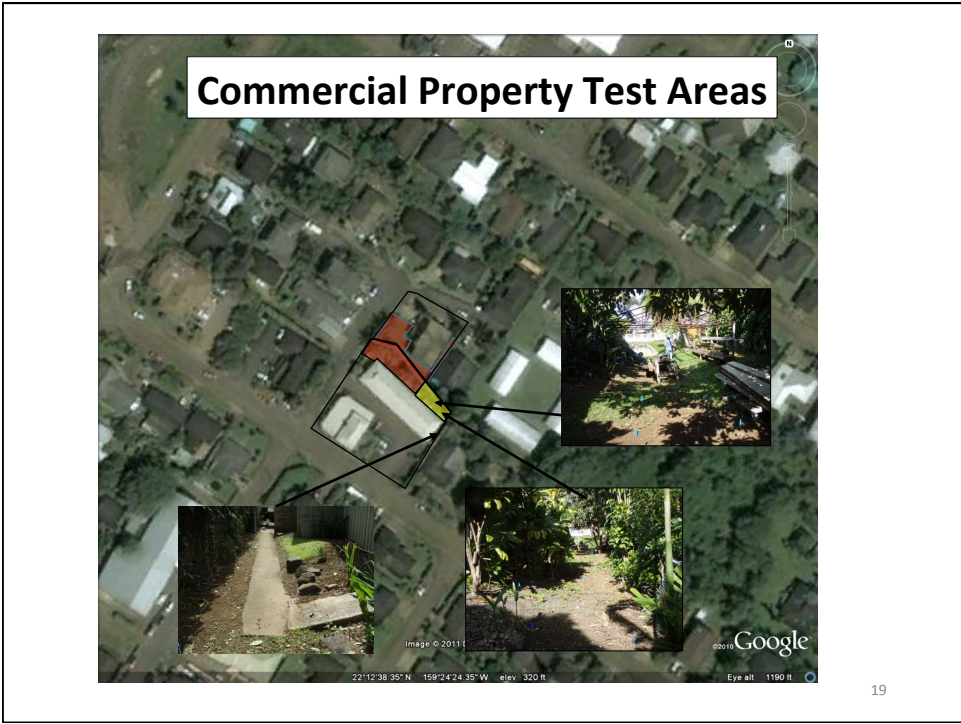 Commercial Property Test Areas
N
Image © 2011 D
©2010 Google
22°12'38.35" N 159°24'24.35" W elev 320 ft
Eye alt 1190 ft
19